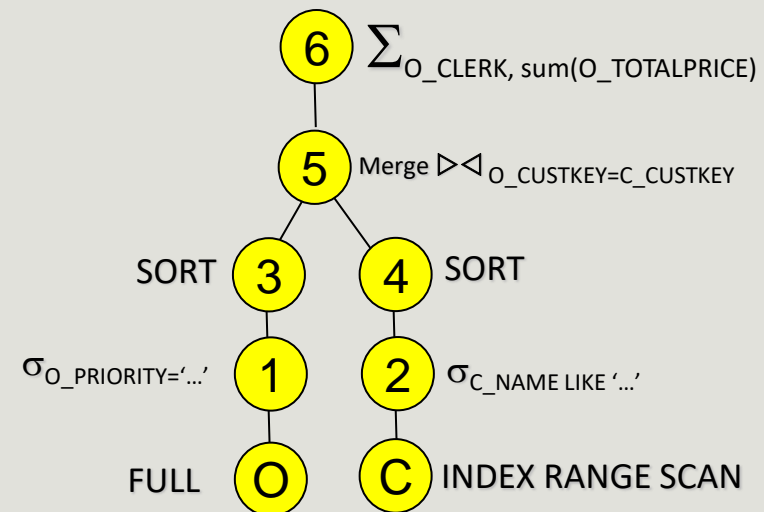 6 ∑O_CLERK, sum(O_TOTALPRICE)
5 Merge ▷◁ O_CUSTKEY=C_CUSTKEY
SORT 3 4 SORT
σO_PRIORITY=‘…’ 1 2 σC_NAME LIKE ‘…’
FULL O C INDEX RANGE SCAN